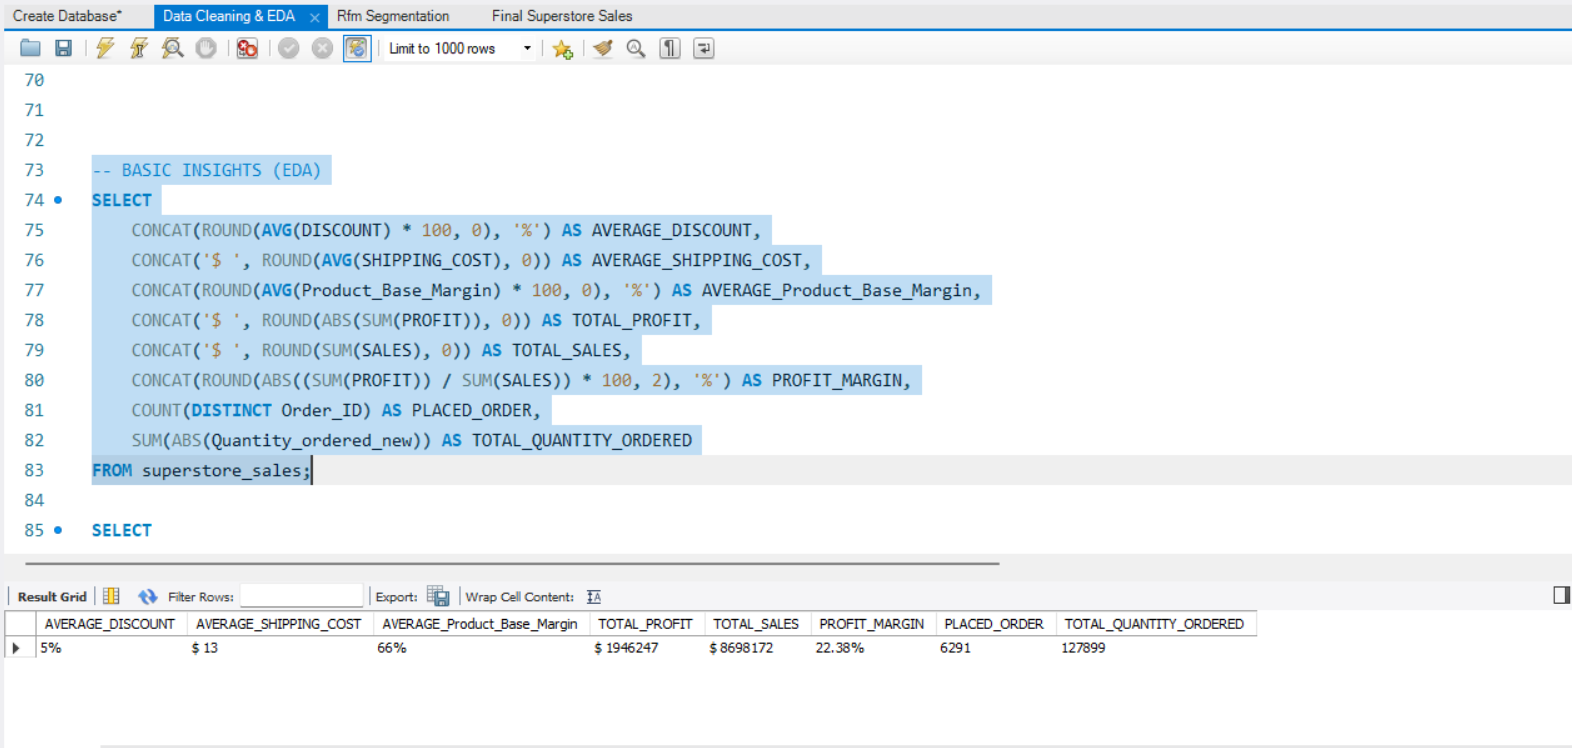 Create Database*  Data Cleaning & EDA  Rfm Segmentation  Final Superstore Sales
Limit to 1000 rows
70
71
72
73 -- BASIC INSIGHTS (EDA)
74 SELECT
75 CONCAT(ROUND(AVG(DISCOUNT) * 100, 0), '%') AS AVERAGE_DISCOUNT,
76 CONCAT('$ ', ROUND(AVG(SHIPPING_COST), 0)) AS AVERAGE_SHIPPING_COST,
77 CONCAT(ROUND(AVG(Product_Base_Margin) * 100, 0), '%') AS AVERAGE_Product_Base_Margin,
78 CONCAT('$ ', ROUND(ABS(SUM(PROFIT)), 0)) AS TOTAL_PROFIT,
79 CONCAT('$ ', ROUND(SUM(SALES), 0)) AS TOTAL_SALES,
80 CONCAT(ROUND(ABS((SUM(PROFIT)) / SUM(SALES)) * 100, 2), '%') AS PROFIT_MARGIN,
81 COUNT(DISTINCT Order_ID) AS PLACED_ORDER,
82 SUM(ABS(Quantity_ordered_new)) AS TOTAL_QUANTITY_ORDERED
83 FROM superstore_sales;
84
85 SELECT
Result Grid  Filter Rows:  Export:  Wrap Cell Content:
AVERAGE_DISCOUNT  AVERAGE_SHIPPING_COST  AVERAGE_Product_Base_Margin  TOTAL_PROFIT  TOTAL_SALES  PROFIT_MARGIN  PLACED_ORDER  TOTAL_QUANTITY_ORDERED
5%  $ 13  66%  $ 1946247  $ 8698172  22.38%  6291  127899